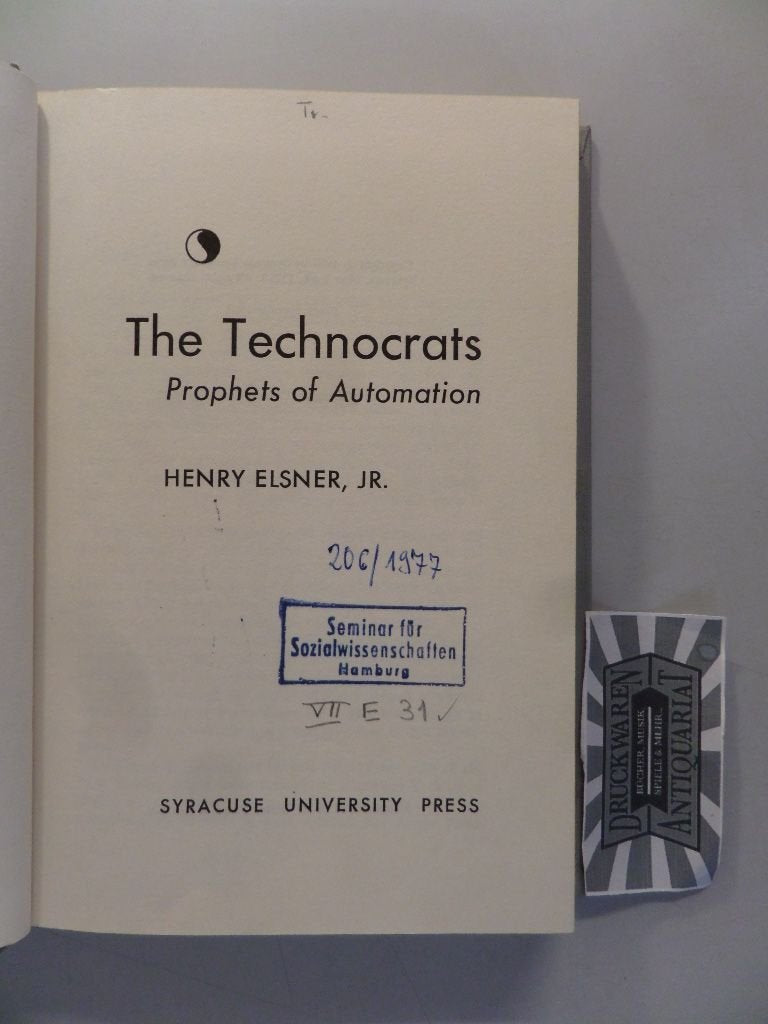 Tr.
The Technocrats
Prophets of Automation
HENRY ELSNER, JR.
206/1977
Seminar für
Sozialwissenschaften
Hamburg
VII E 31 ✓
SYRACUSE UNIVERSITY PRESS
DRUCKWAREN
BÜCHER, MUSIK
SPIELE & MEHR..
ANTIQUARIAT